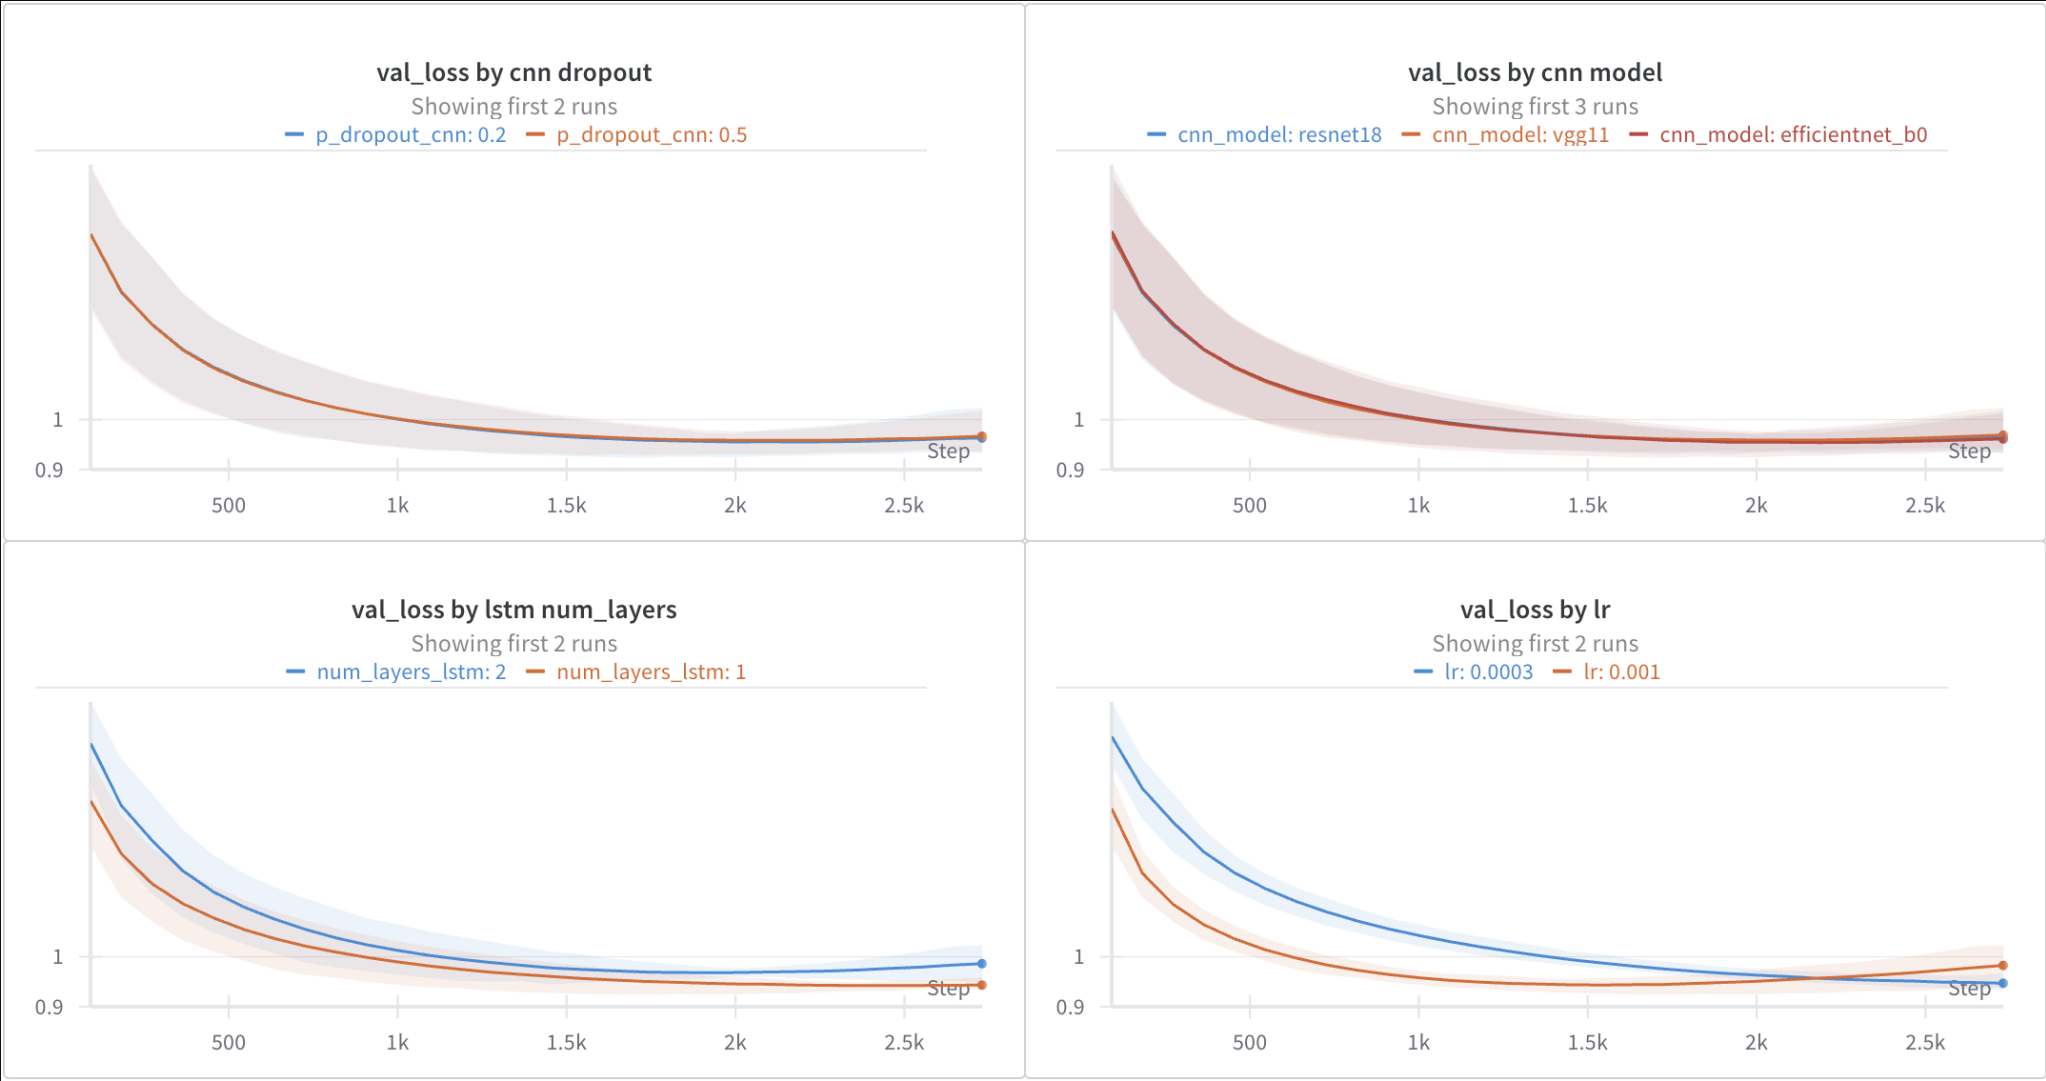 val_loss by cnn dropout
Showing first 2 runs
p_dropout_cnn: 0.2 p_dropout_cnn: 0.5
1
0.9
Step
500 1k 1.5k 2k 2.5k
val_loss by cnn model
Showing first 3 runs
cnn_model: resnet18 cnn_model: vgg11 cnn_model: efficientnet_b0
1
0.9
Step
500 1k 1.5k 2k 2.5k
val_loss by lstm num_layers
Showing first 2 runs
num_layers_lstm: 2 num_layers_lstm: 1
1
0.9
Step
500 1k 1.5k 2k 2.5k
val_loss by lr
Showing first 2 runs
lr: 0.0003 lr: 0.001
1
0.9
Step
500 1k 1.5k 2k 2.5k